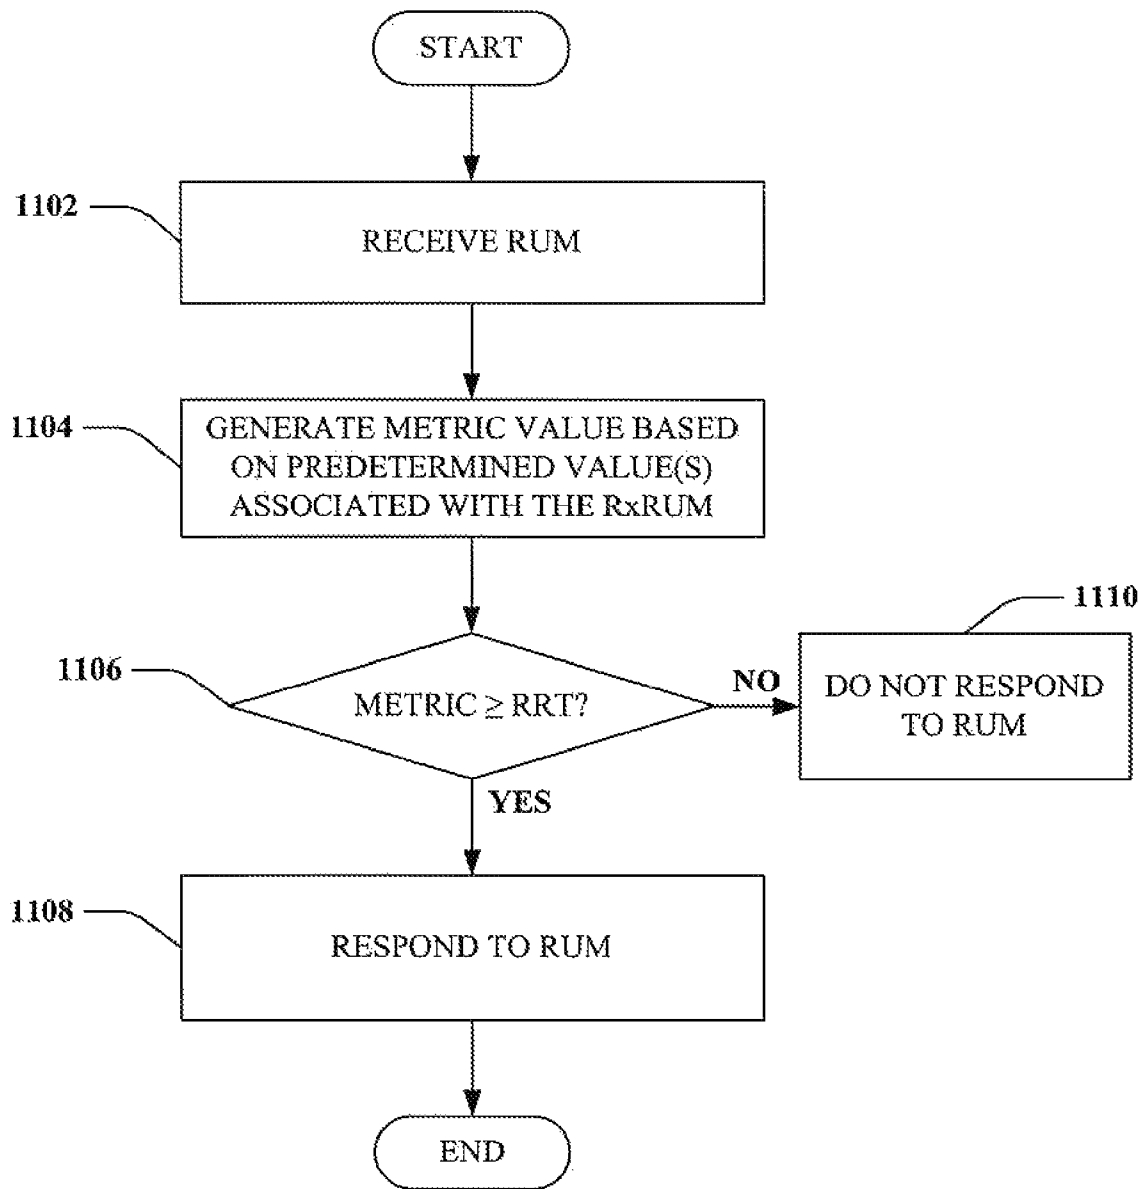 START
1102
RECEIVE RUM
1104
GENERATE METRIC VALUE BASED
ON PREDETERMINED VALUE(S)
ASSOCIATED WITH THE RxRUM
1106
METRIC ≥ RRT?
NO
1110
DO NOT RESPOND
TO RUM
YES
1108
RESPOND TO RUM
END